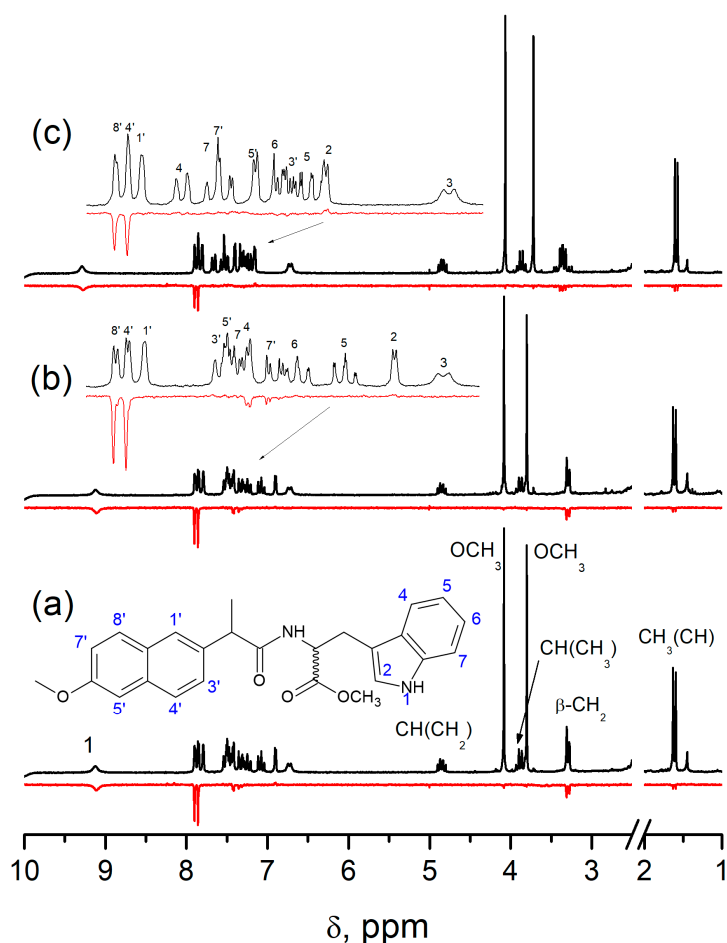 (c)
8' 4' 1' 4 7 7' 5' 6 3' 5 2 3
(b)
8' 4' 1' 3' 5' 7 4 7' 6 5 2 3
(a)
OCH₃ OCH₃
8' 1' 4 5
7' NH 6
2 7
O 3' O
O 5' 4' O OCH₃ NH
1
CH(CH₃)
CH₃(CH)
β-CH₂
CH(CH₂)
1
10 9 8 7 6 5 4 3 2 1
δ, ppm